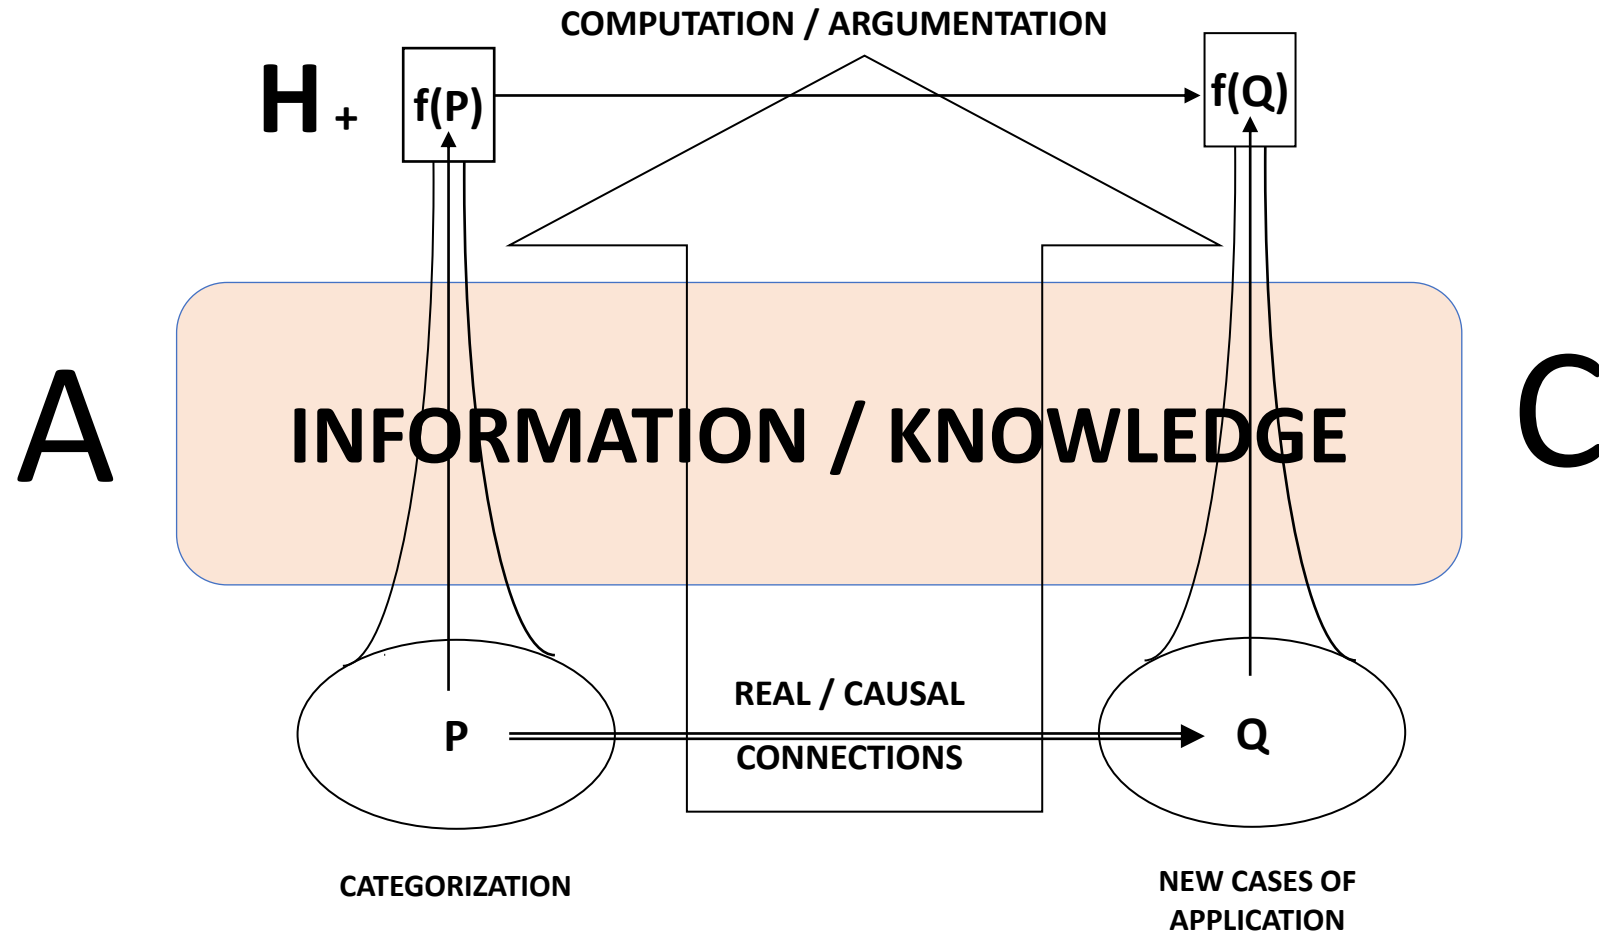 COMPUTATION / ARGUMENTATION
H + f(P) f(Q)
A INFORMATION / KNOWLEDGE C
REAL / CAUSAL
P Q
CONNECTIONS
CATEGORIZATION
NEW CASES OF
APPLICATION